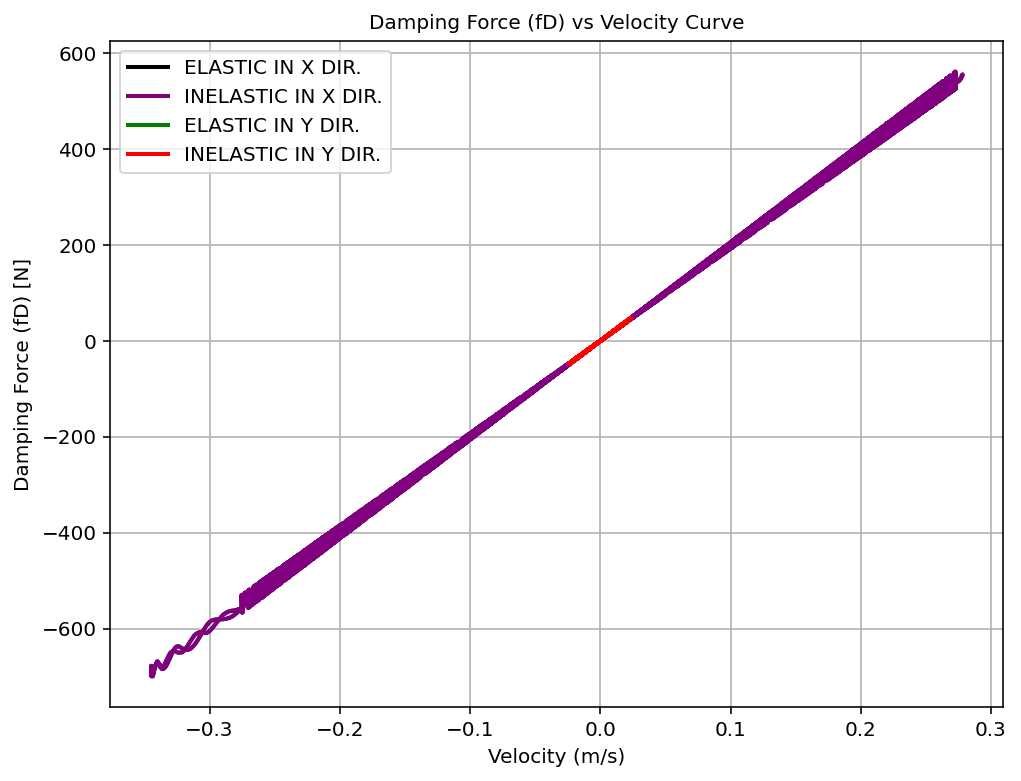 Damping Force (fD) vs Velocity Curve
ELASTIC IN X DIR.
INELASTIC IN X DIR.
ELASTIC IN Y DIR.
INELASTIC IN Y DIR.
Damping Force (fD) [N]
600
400
200
0
−200
−400
−600
−0.3
−0.2
−0.1
0.0
0.1
0.2
0.3
Velocity (m/s)